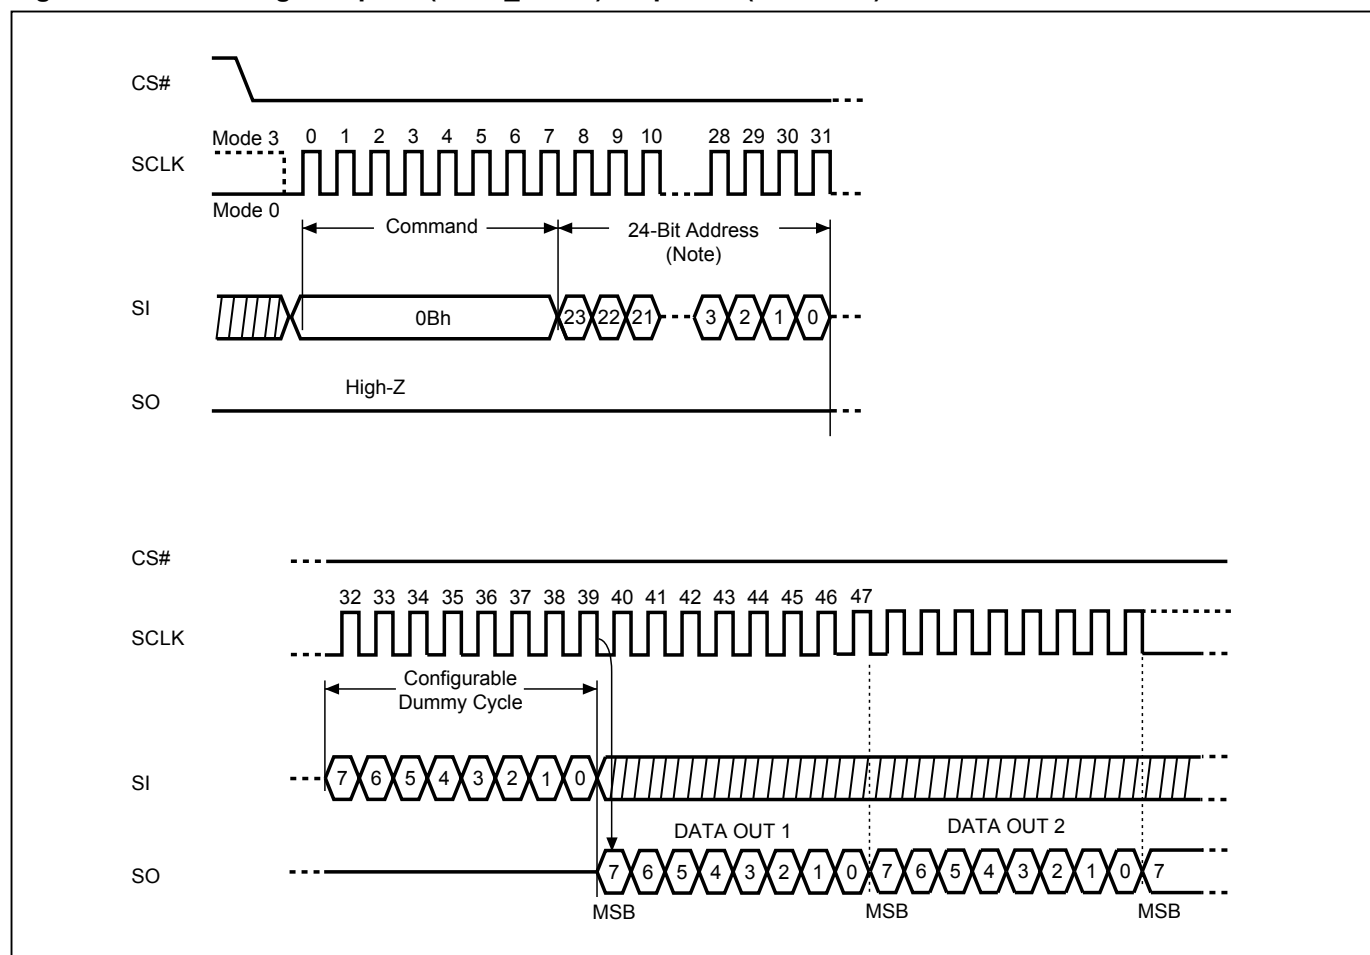 CS#
Mode 3 0 1 2 3 4 5 6 7 8 9 10 28 29 30 31
SCLK
Mode 0
Command 24-Bit Address
(Note)
SI 0Bh 23 22 21 3 2 1 0
High-Z
SO
CS#
32 33 34 35 36 37 38 39 40 41 42 43 44 45 46 47
SCLK
Configurable
Dummy Cycle
SI 7 6 5 4 3 2 1 0
DATA OUT 1 DATA OUT 2
SO 7 6 5 4 3 2 1 0 7 6 5 4 3 2 1 0 7
MSB MSB MSB